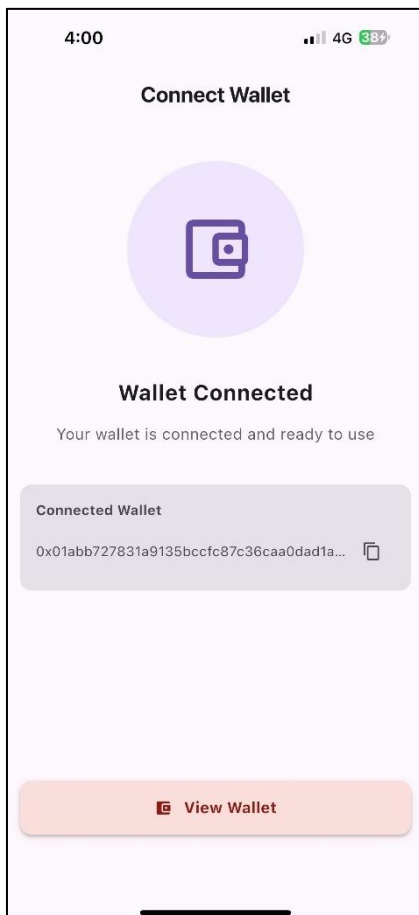 4:00 4G 38
Connect Wallet
Wallet Connected
Your wallet is connected and ready to use
Connected Wallet
0x01abb727831a9135bccfc87c36caa0dad1a...
View Wallet